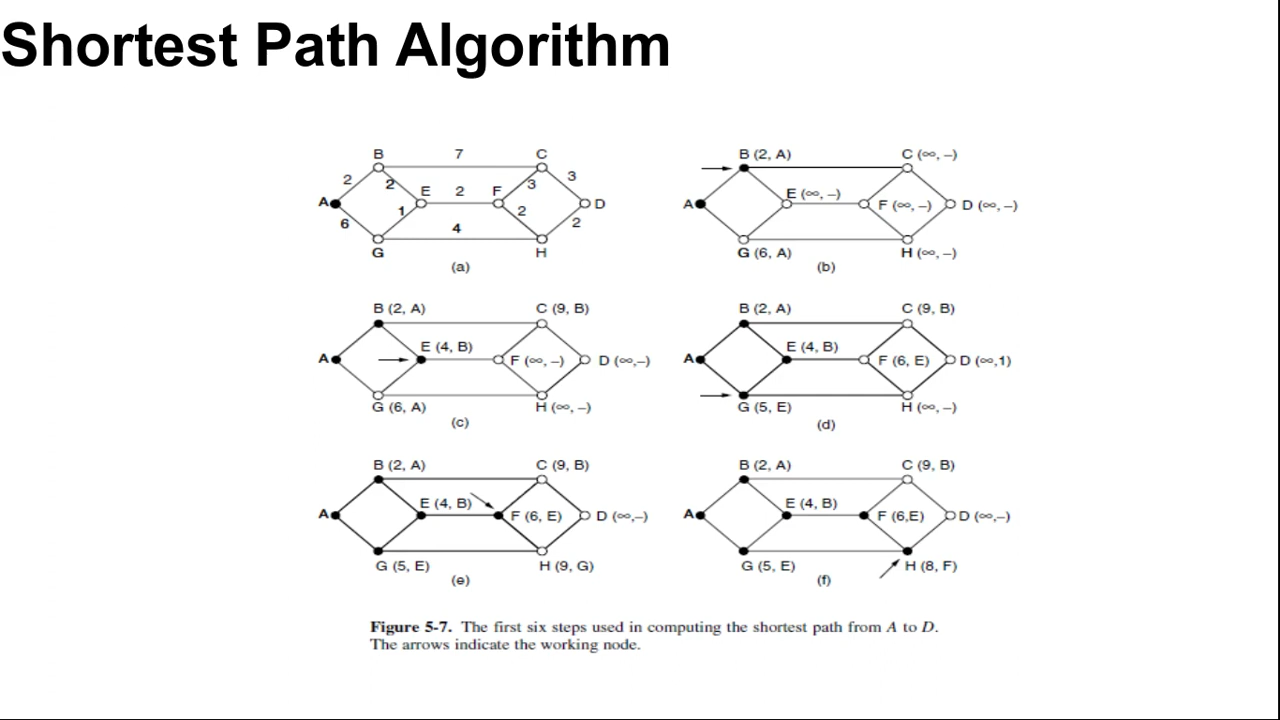 Shortest Path Algorithm
B 7 C
2 2 3 3
A E 2 F D
6 1 2 2
4
G H
(a)
B (2, A) C (∞, −)
A E (∞, −) F (∞, −) D (∞, −)
G (6, A) H (∞, −)
(b)
B (2, A) C (9, B)
E (4, B)
A F (∞, −) D (∞,−)
G (6, A) H (∞, −)
(c)
B (2, A) C (9, B)
E (4, B)
A F (6, E) D (∞,1)
G (5, E) H (∞, −)
(d)
B (2, A) C (9, B)
E (4, B)
A F (6, E) D (∞,−)
G (5, E) H (9, G)
(e)
B (2, A) C (9, B)
E (4, B)
A F (6,E) D (∞,−)
G (5, E) H (8, F)
(f)
Figure 5-7. The first six steps used in computing the shortest path from A to D.
The arrows indicate the working node.